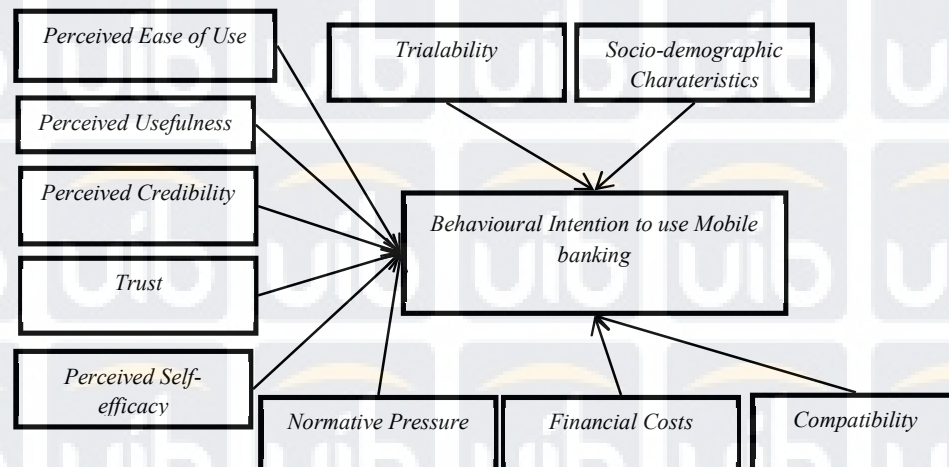 Perceived Ease of Use
Trialability
Socio-demographic
Charateristics
Perceived Usefulness
Perceived Credibility
Behavioural Intention to use Mobile
banking
Trust
Perceived Self-
efficacy
Normative Pressure
Financial Costs
Compatibility
uib